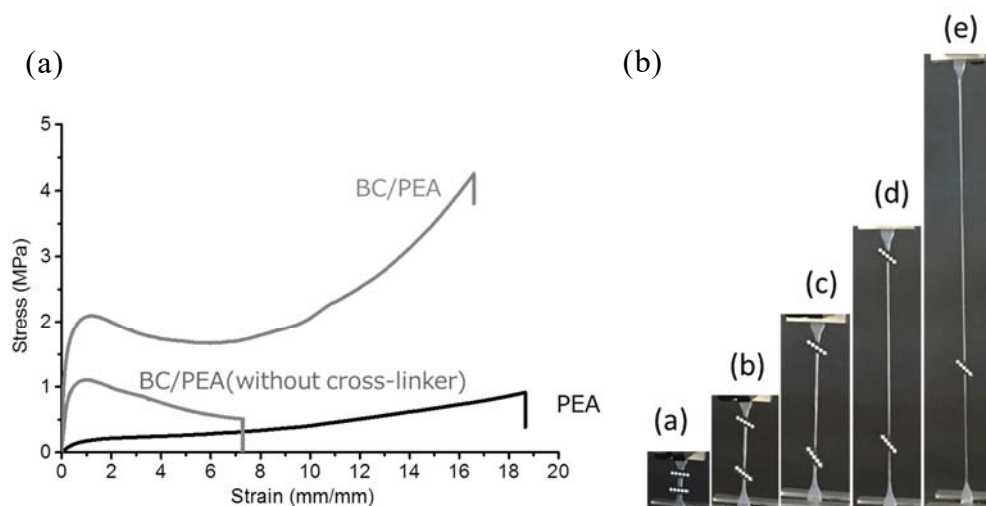 (a)
5
4
3
2
1
0
Stress (MPa)
BC/PEA
BC/PEA(without cross-linker)
PEA
0 2 4 6 8 10 12 14 16 18 20
Strain (mm/mm)
(b)
(a)
(b)
(c)
(d)
(e)